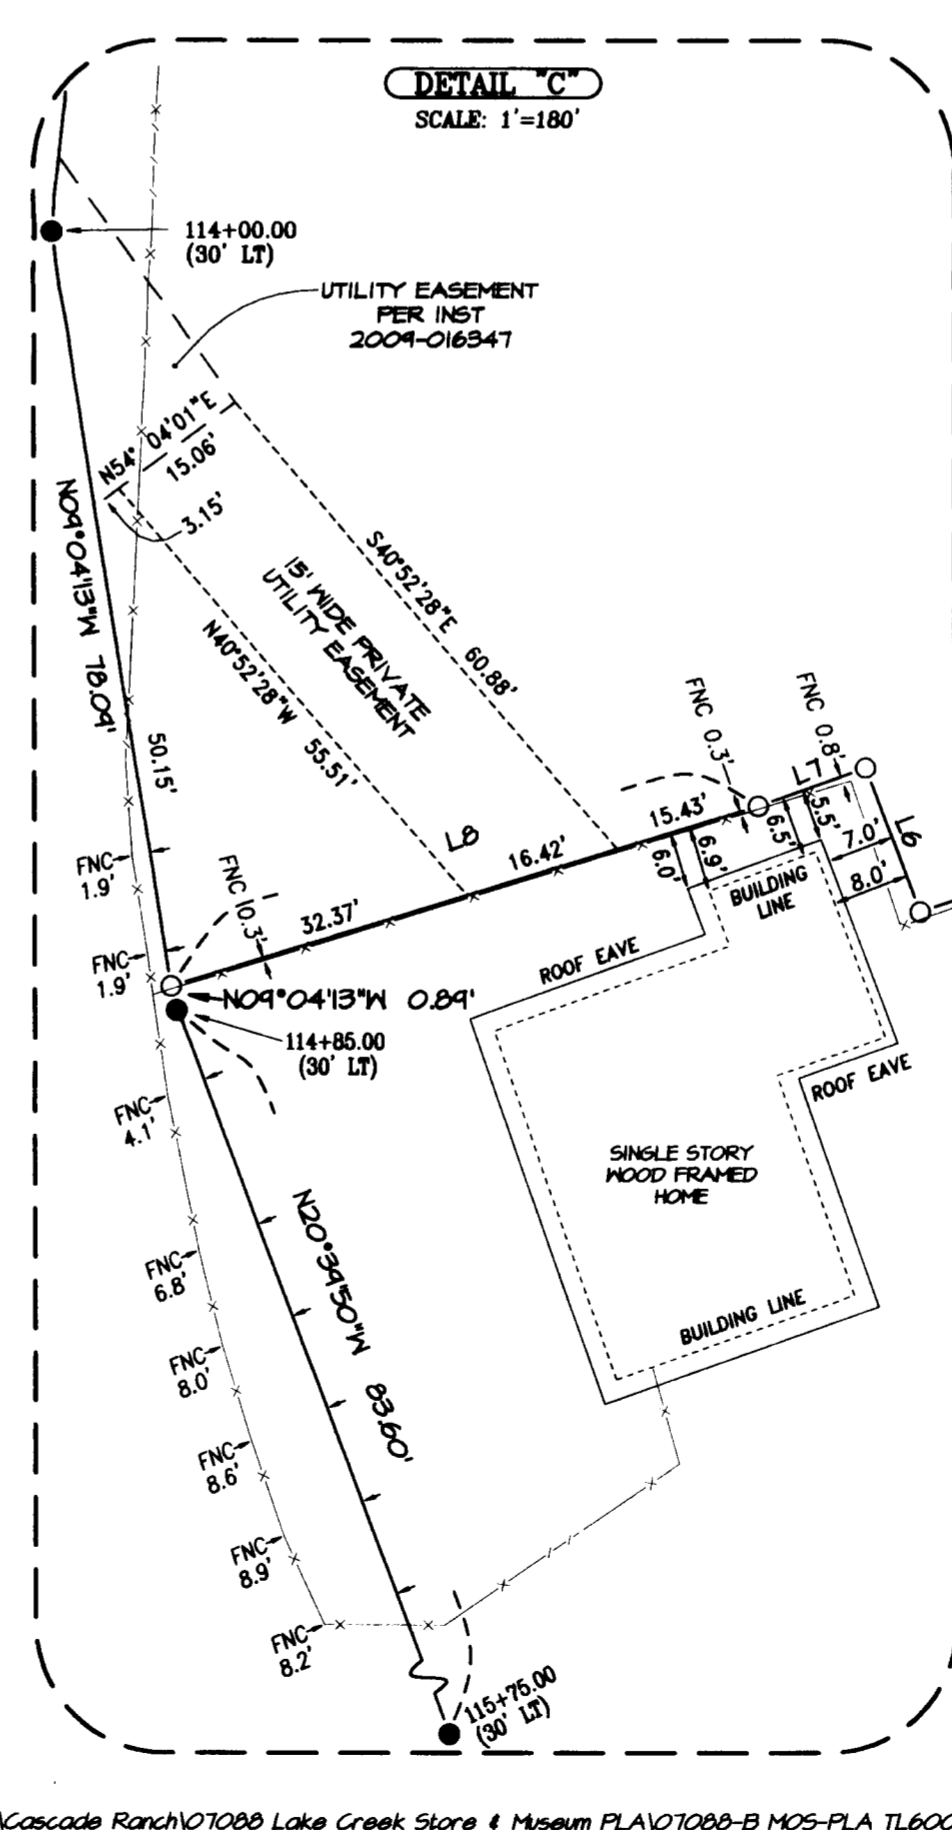 DETAIL "C"
SCALE: 1'=180'
114+00.00
(30' LT)
UTILITY EASEMENT
PER INST
2009-016347
N54° 04'01"E
15.06'
3.15'
N09°04'13"W 78.09'
50.15'
15' WIDE PRIVATE
UTILITY EASEMENT
S40°52'28"E 60.88'
N40°52'28"W 55.51'
FNC 0.3'
FNC 0.8'
L7
L6
L8
15.43'
16.42'
32.37'
6.0'
6.9'
6.5'
5.5'
7.0'
8.0'
BUILDING
LINE
ROOF EAVE
FNC
1.9'
FNC 10.3'
FNC
1.9'
N09°04'13"W 0.89'
114+85.00
(30' LT)
ROOF EAVE
FNC
4.1'
SINGLE STORY
WOOD FRAMED
HOME
N20°39'50"W 83.60'
FNC
6.8'
BUILDING LINE
FNC
8.0'
FNC
8.6'
FNC
8.9'
FNC
8.2'
115+75.00
(30' LT)
\Cascade Ranch\07088 Lake Creek Store & Museum PLA\07088-B MOS-PLA TL600